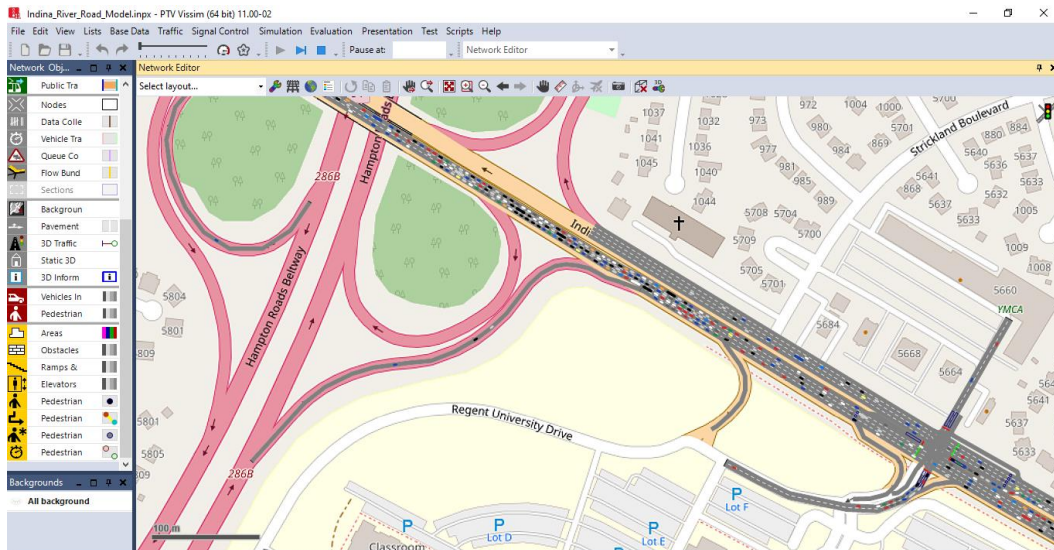 Indina_River_Road_Model.inpx - PTV Vissim (64 bit) 11.00-02
File Edit View Lists Base Data Traffic Signal Control Simulation Evaluation Presentation Test Scripts Help
Pause at:
Network Editor
Network Obj...
Network Editor
Select layout...
Public Tra
Nodes
Data Colle
Vehicle Tra
Queue Co
Flow Bund
Sections
Backgroun
Pavement
3D Traffic
Static 3D
3D Inform
Vehicles In
Pedestrian
Areas
Obstacles
Ramps &
Elevators
Pedestrian
Pedestrian
Pedestrian
Pedestrian
Backgrounds
All background
286B
Hampton Roads B
Hampton Roads Beltway
286B
Indi
Regent University Drive
Strickland Boulevard
YMCA
1037
1032
973
972
1004
1000
5700
980
5701
880
884
1041
1036
977
984
869
5640
5637
1045
981
5636
5633
1040
985
5641
868
5632
1044
989
5637
1005
5708
5704
5633
5709
5700
1009
5705
1008
5701
5660
5684
5668
5664
5641
5637
5633
5804
5801
5809
5801
5805
P
Lot D
P
P
Lot E
P
Lot F
Classroom
100 m